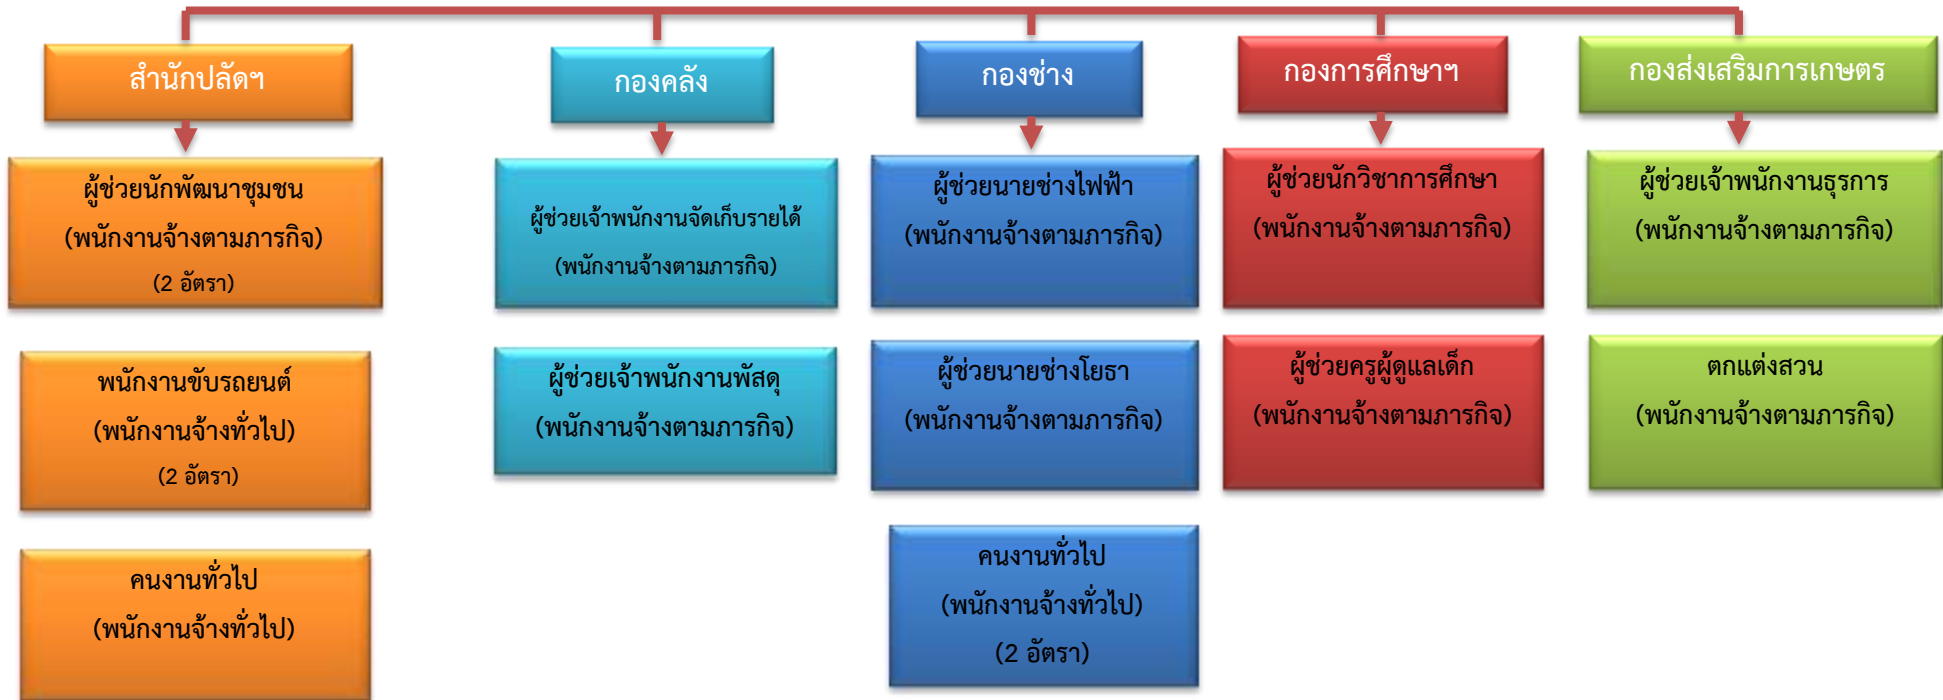 สำนักปลัดฯ
กองคลัง
กองช่าง
กองการศึกษาฯ
กองส่งเสริมการเกษตร
ผู้ช่วยนักพัฒนาชุมชน
(พนักงานจ้างตามภารกิจ)
(2 อัตรา)
ผู้ช่วยเจ้าพนักงานจัดเก็บรายได้
(พนักงานจ้างตามภารกิจ)
ผู้ช่วยนายช่างไฟฟ้า
(พนักงานจ้างตามภารกิจ)
ผู้ช่วยนักวิชาการศึกษา
(พนักงานจ้างตามภารกิจ)
ผู้ช่วยเจ้าพนักงานธุรการ
(พนักงานจ้างตามภารกิจ)
พนักงานขับรถยนต์
(พนักงานจ้างทั่วไป)
(2 อัตรา)
ผู้ช่วยเจ้าพนักงานพัสดุ
(พนักงานจ้างตามภารกิจ)
ผู้ช่วยนายช่างโยธา
(พนักงานจ้างตามภารกิจ)
ผู้ช่วยครูผู้ดูแลเด็ก
(พนักงานจ้างตามภารกิจ)
ตกแต่งสวน
(พนักงานจ้างตามภารกิจ)
คนงานทั่วไป
(พนักงานจ้างทั่วไป)
คนงานทั่วไป
(พนักงานจ้างทั่วไป)
(2 อัตรา)